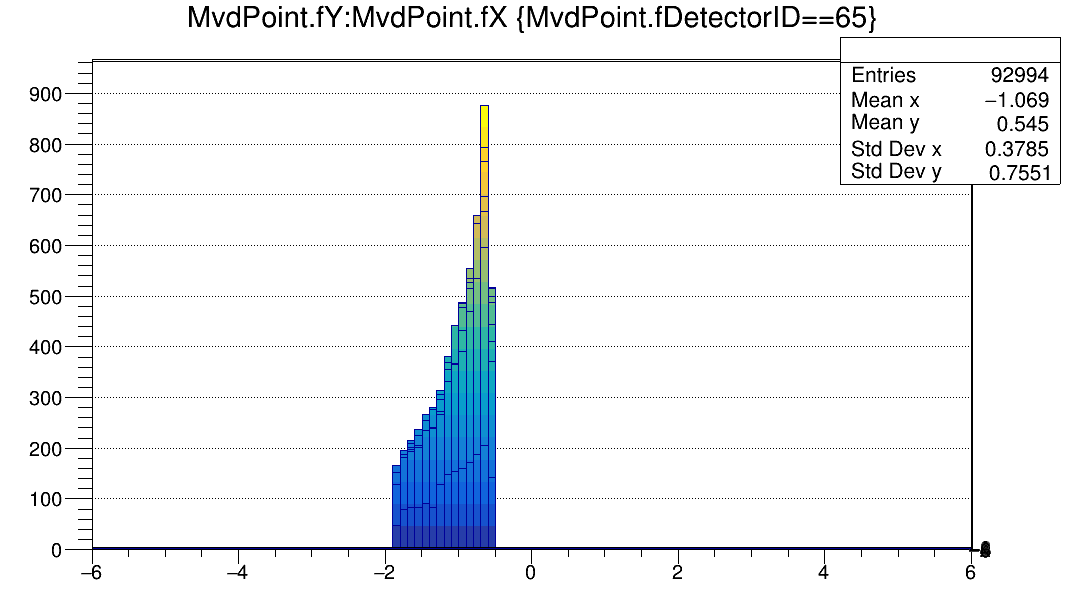 MvdPoint.fY:MvdPoint.fX {MvdPoint.fDetectorID==65}
Entries 92994
Mean x −1.069
Mean y 0.545
Std Dev x 0.3785
Std Dev y 0.7551
900
800
700
600
500
400
300
200
100
0
−6 −4 −2 0 2 4 6